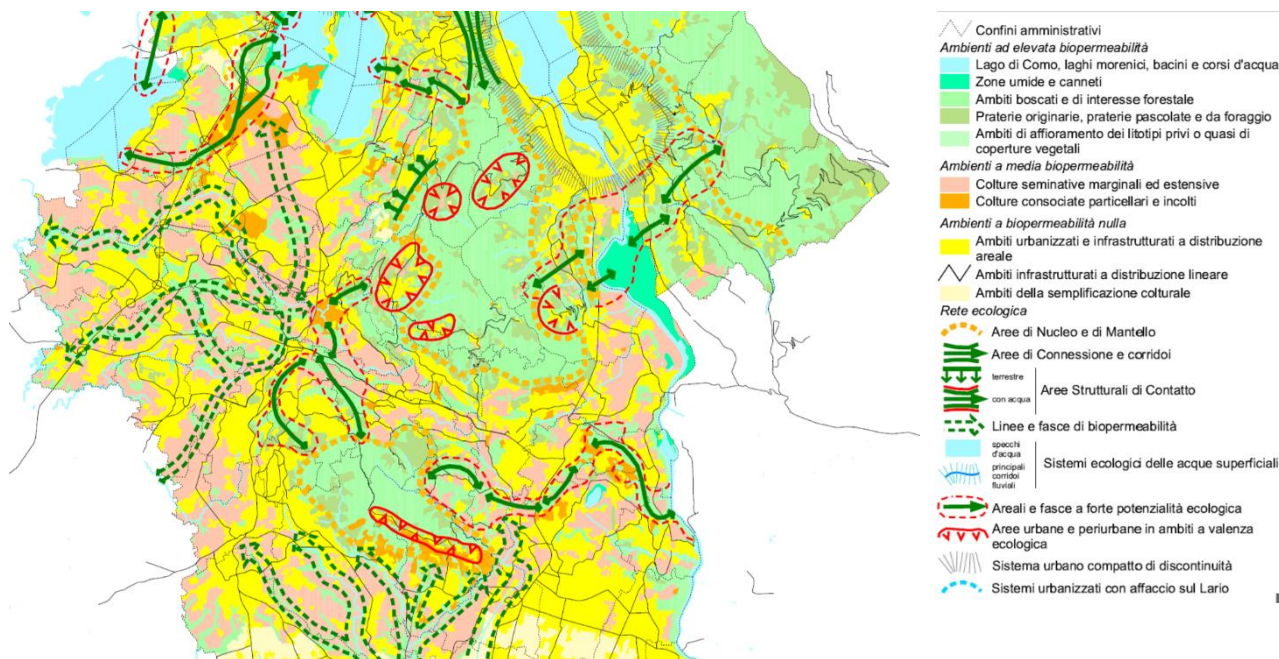 Confini amministrativi
Ambienti ad elevata biopermeabilità
Lago di Como, laghi morenici, bacini e corsi d'acqua
Zone umide e canneti
Ambiti boscati e di interesse forestale
Praterie originarie, praterie pascolate e da foraggio
Ambiti di affioramento dei litotipi privi o quasi di
coperture vegetali
Ambienti a media biopermeabilità
Colture seminative marginali ed estensive
Colture consociate particellari e incolti
Ambienti a biopermeabilità nulla
Ambiti urbanizzati e infrastrutturati a distribuzione
areale
Ambiti infrastrutturati a distribuzione lineare
Ambiti della semplificazione colturale
Rete ecologica
Aree di Nucleo e di Mantello
Aree di Connessione e corridoi
terrestre
Aree Strutturali di Contatto
con acqua
Linee e fasce di biopermeabilità
specchi
d'acqua
Sistemi ecologici delle acque superficiali
principali
corridoi
fluviali
Areali e fasce a forte potenzialità ecologica
Aree urbane e periurbane in ambiti a valenza
ecologica
Sistema urbano compatto di discontinuità
Sistemi urbanizzati con affaccio sul Lario